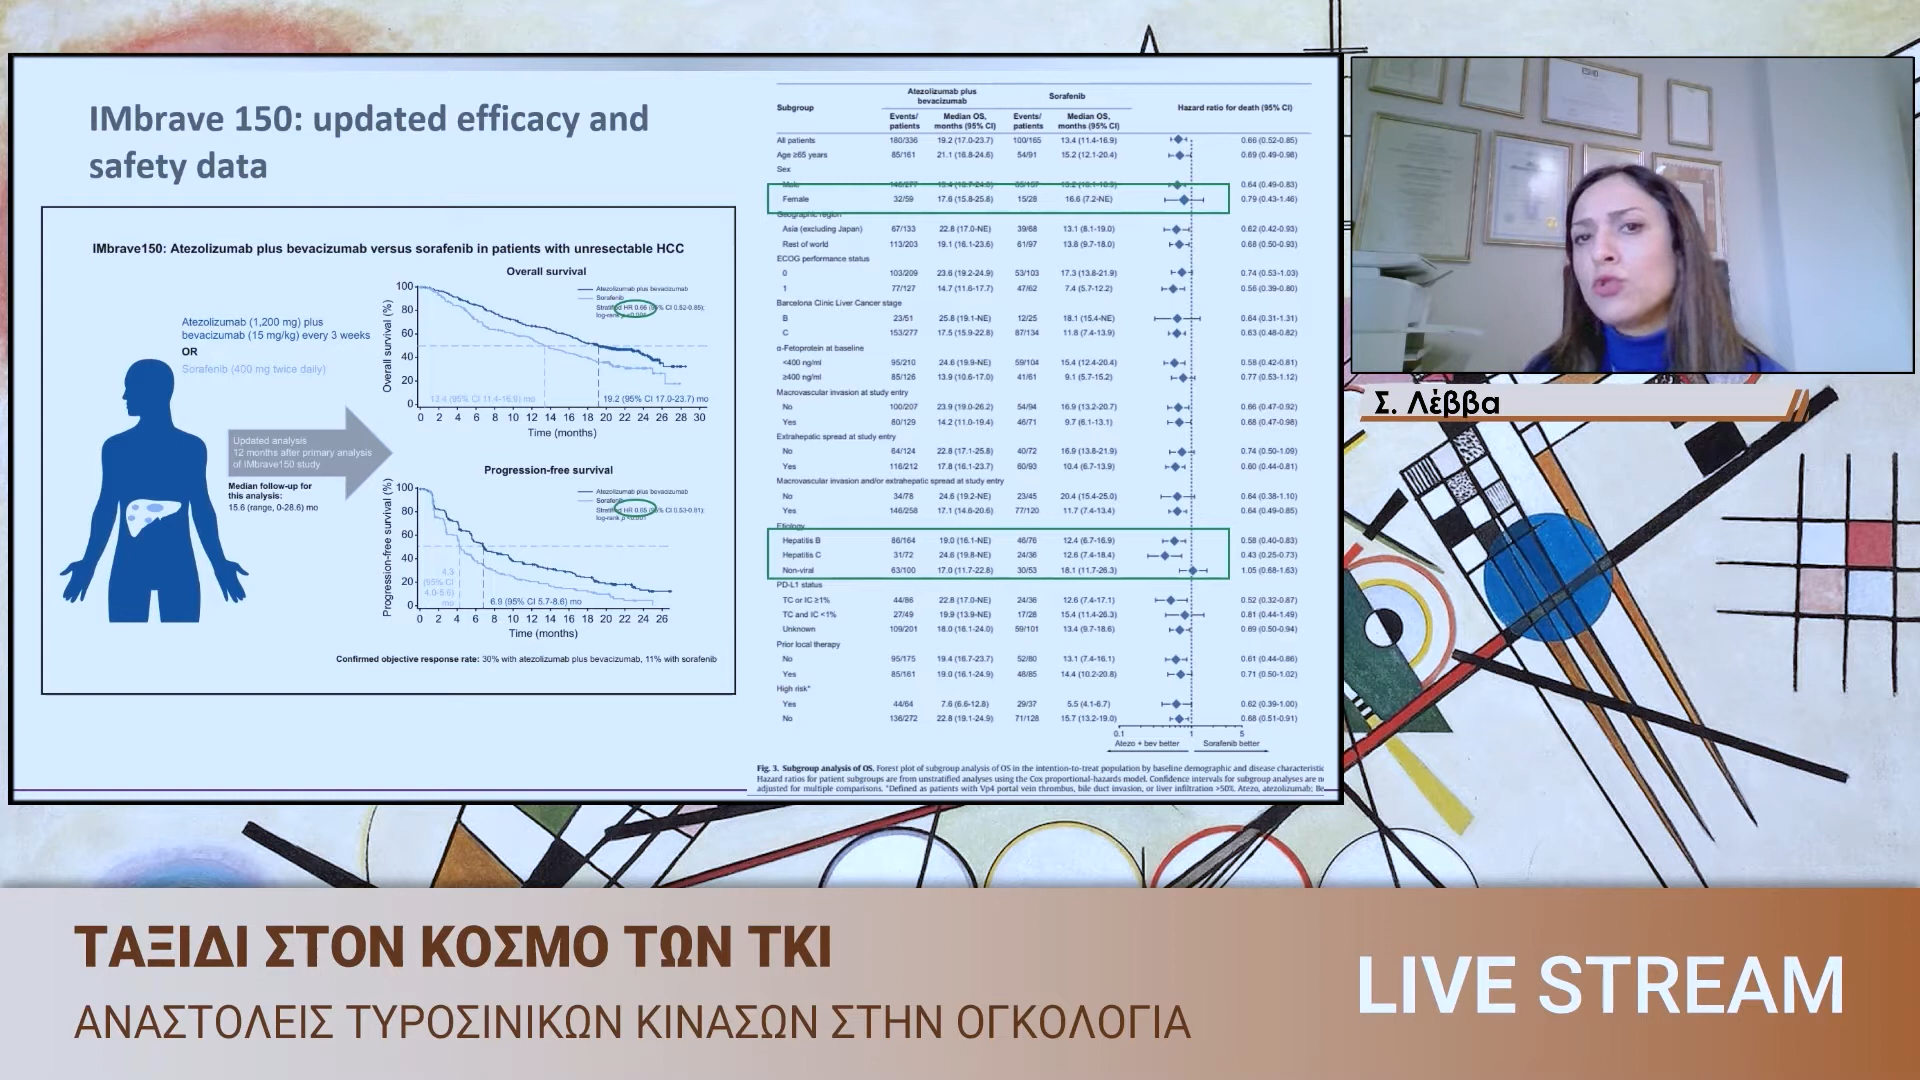 IMbrave 150: updated efficacy and
safety data
IMbrave150: Atezolizumab plus bevacizumab versus sorafenib in patients with unresectable HCC
Atezolizumab (1,200 mg) plus
bevacizumab (15 mg/kg) every 3 weeks
OR
Sorafenib (400 mg twice daily)
Updated analysis
12 months after primary analysis
of IMbrave150 study
Median follow-up for
this analysis:
15.6 (range, 0-28.6) mo
Overall survival
Overall survival (%)
100
80
60
40
20
0
Atezolizumab plus bevacizumab
Sorafenib
Stratified HR 0.66 (95% CI 0.52-0.85);
log-rank p <0.001
13.4 (95% CI 11.4-16.9) mo
19.2 (95% CI 17.0-23.7) mo
0 2 4 6 8 10 12 14 16 18 20 22 24 26 28 30
Time (months)
Progression-free survival
Progression-free survival (%)
100
80
60
40
20
0
Atezolizumab plus bevacizumab
Sorafenib
Stratified HR 0.65 (95% CI 0.53-0.81);
log-rank p <0.001
4.3
(95% CI
4.0-5.6)
mo
6.9 (95% CI 5.7-8.6) mo
0 2 4 6 8 10 12 14 16 18 20 22 24 26
Time (months)
Confirmed objective response rate: 30% with atezolizumab plus bevacizumab, 11% with sorafenib
Atezolizumab plus
bevacizumab
Sorafenib
Subgroup
Hazard ratio for death (95% CI)
Events/
patients
Median OS,
months (95% CI)
Events/
patients
Median OS,
months (95% CI)
All patients 180/336 19.2 (17.0-23.7) 100/165 13.4 (11.4-16.9) 0.66 (0.52-0.85)
Age ≥65 years 85/161 21.1 (16.8-24.6) 54/91 15.2 (12.1-20.4) 0.69 (0.49-0.98)
Sex
Male 0.64 (0.49-0.83)
Female 32/59 17.6 (15.8-25.8) 15/28 16.6 (7.2-NE) 0.79 (0.43-1.46)
Geographic region
Asia (excluding Japan) 67/133 22.8 (17.0-NE) 39/68 13.1 (8.1-19.0) 0.62 (0.42-0.93)
Rest of world 113/203 19.1 (16.1-23.6) 61/97 13.8 (9.7-18.0) 0.68 (0.50-0.93)
ECOG performance status
0 103/209 23.6 (19.2-24.9) 53/103 17.3 (13.8-21.9) 0.74 (0.53-1.03)
1 77/127 14.7 (11.6-17.7) 47/62 7.4 (5.7-12.2) 0.56 (0.39-0.80)
Barcelona Clinic Liver Cancer stage
B 23/51 25.8 (19.1-NE) 12/25 18.1 (15.4-NE) 0.64 (0.31-1.31)
C 153/277 17.5 (15.9-22.8) 87/134 11.8 (7.4-13.9) 0.63 (0.48-0.82)
α-Fetoprotein at baseline
<400 ng/ml 95/210 24.6 (19.9-NE) 59/104 15.4 (12.4-20.4) 0.58 (0.42-0.81)
≥400 ng/ml 85/126 13.9 (10.6-17.0) 41/61 9.1 (5.7-15.2) 0.77 (0.53-1.12)
Macrovascular invasion at study entry
No 100/207 23.9 (19.0-26.2) 54/94 16.9 (13.2-20.7) 0.66 (0.47-0.92)
Yes 80/129 14.2 (11.0-19.4) 46/71 9.7 (6.1-13.1) 0.68 (0.47-0.98)
Extrahepatic spread at study entry
No 64/124 22.8 (17.1-25.8) 40/72 16.9 (13.8-21.9) 0.74 (0.50-1.09)
Yes 116/212 17.8 (16.1-23.7) 60/93 10.4 (6.7-13.9) 0.60 (0.44-0.81)
Macrovascular invasion and/or extrahepatic spread at study entry
No 34/78 24.6 (19.2-NE) 23/45 20.4 (15.4-25.0) 0.64 (0.38-1.10)
Yes 146/258 17.1 (14.6-20.6) 77/120 11.7 (7.4-13.4) 0.64 (0.49-0.85)
Etiology
Hepatitis B 86/164 19.0 (16.1-NE) 46/76 12.4 (6.7-16.9) 0.58 (0.40-0.83)
Hepatitis C 31/72 24.6 (19.8-NE) 24/36 12.6 (7.4-18.4) 0.43 (0.25-0.73)
Non-viral 63/100 17.0 (11.7-22.8) 30/53 18.1 (11.7-26.3) 1.05 (0.68-1.63)
PD-L1 status
TC or IC ≥1% 44/86 22.8 (17.0-NE) 24/36 12.6 (7.4-17.1) 0.52 (0.32-0.87)
TC and IC <1% 27/49 19.9 (13.9-NE) 17/28 15.4 (11.4-26.3) 0.81 (0.44-1.49)
Unknown 109/201 18.0 (16.1-24.0) 59/101 13.4 (9.7-18.6) 0.69 (0.50-0.94)
Prior local therapy
No 95/175 19.4 (16.7-23.7) 52/80 13.1 (7.4-16.1) 0.61 (0.44-0.86)
Yes 85/161 19.0 (16.1-24.9) 48/85 14.4 (10.2-20.8) 0.71 (0.50-1.02)
High risk*
Yes 44/64 7.6 (6.6-12.8) 29/37 5.5 (4.1-6.7) 0.62 (0.39-1.00)
No 136/272 22.8 (19.1-24.9) 71/128 15.7 (13.2-19.0) 0.68 (0.51-0.91)
0.1 1 5
Atezo + bev better Sorafenib better
Fig. 3. Subgroup analysis of OS. Forest plot of subgroup analysis of OS in the intention-to-treat population by baseline demographic and disease characteristic
Hazard ratios for patient subgroups are from unstratified analyses using the Cox proportional-hazards model. Confidence intervals for subgroup analyses are n
adjusted for multiple comparisons. *Defined as patients with Vp4 portal vein thrombus, bile duct invasion, or liver infiltration >50%. Atezo, atezolizumab; Be
ESMO
Σ. Λέββα
ΤΑΞΙΔΙ ΣΤΟΝ ΚΟΣΜΟ ΤΩΝ ΤΚΙ
ΑΝΑΣΤΟΛΕΙΣ ΤΥΡΟΣΙΝΙΚΩΝ ΚΙΝΑΣΩΝ ΣΤΗΝ ΟΓΚΟΛΟΓΙΑ
LIVE STREAM